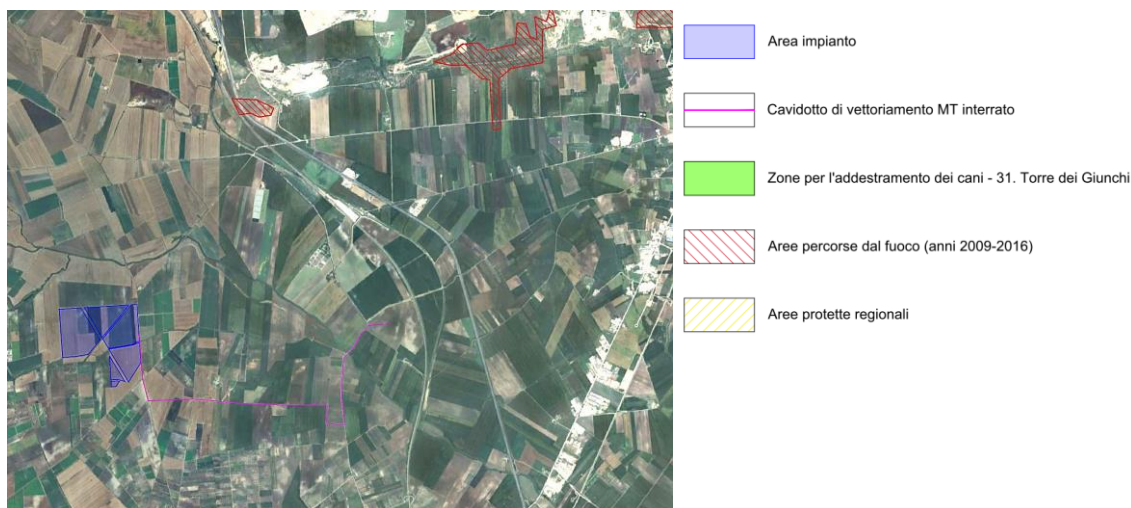 Area impianto
Cavidotto di vettoriamento MT interrato
Zone per l'addestramento dei cani - 31. Torre dei Giunchi
Aree percorse dal fuoco (anni 2009-2016)
Aree protette regionali